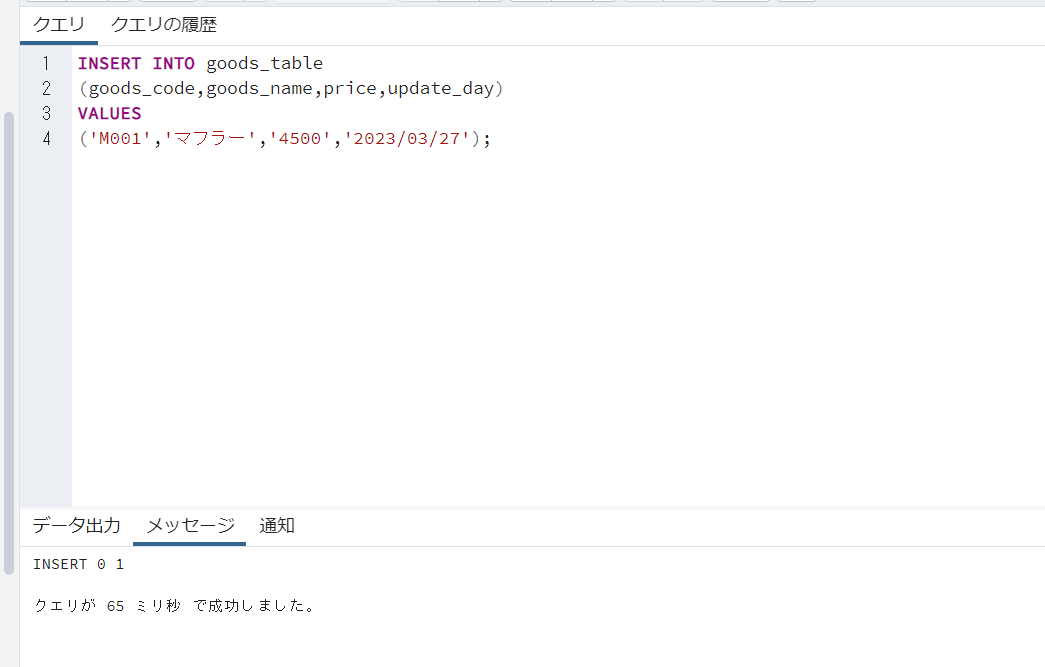 クエリ クエリの履歴
1 INSERT INTO goods_table
2 (goods_code,goods_name,price,update_day)
3 VALUES
4 ('M001','マフラー','4500','2023/03/27');
データ出力 メッセージ 通知
INSERT 0 1
クエリが 65 ミリ秒 で成功しました。